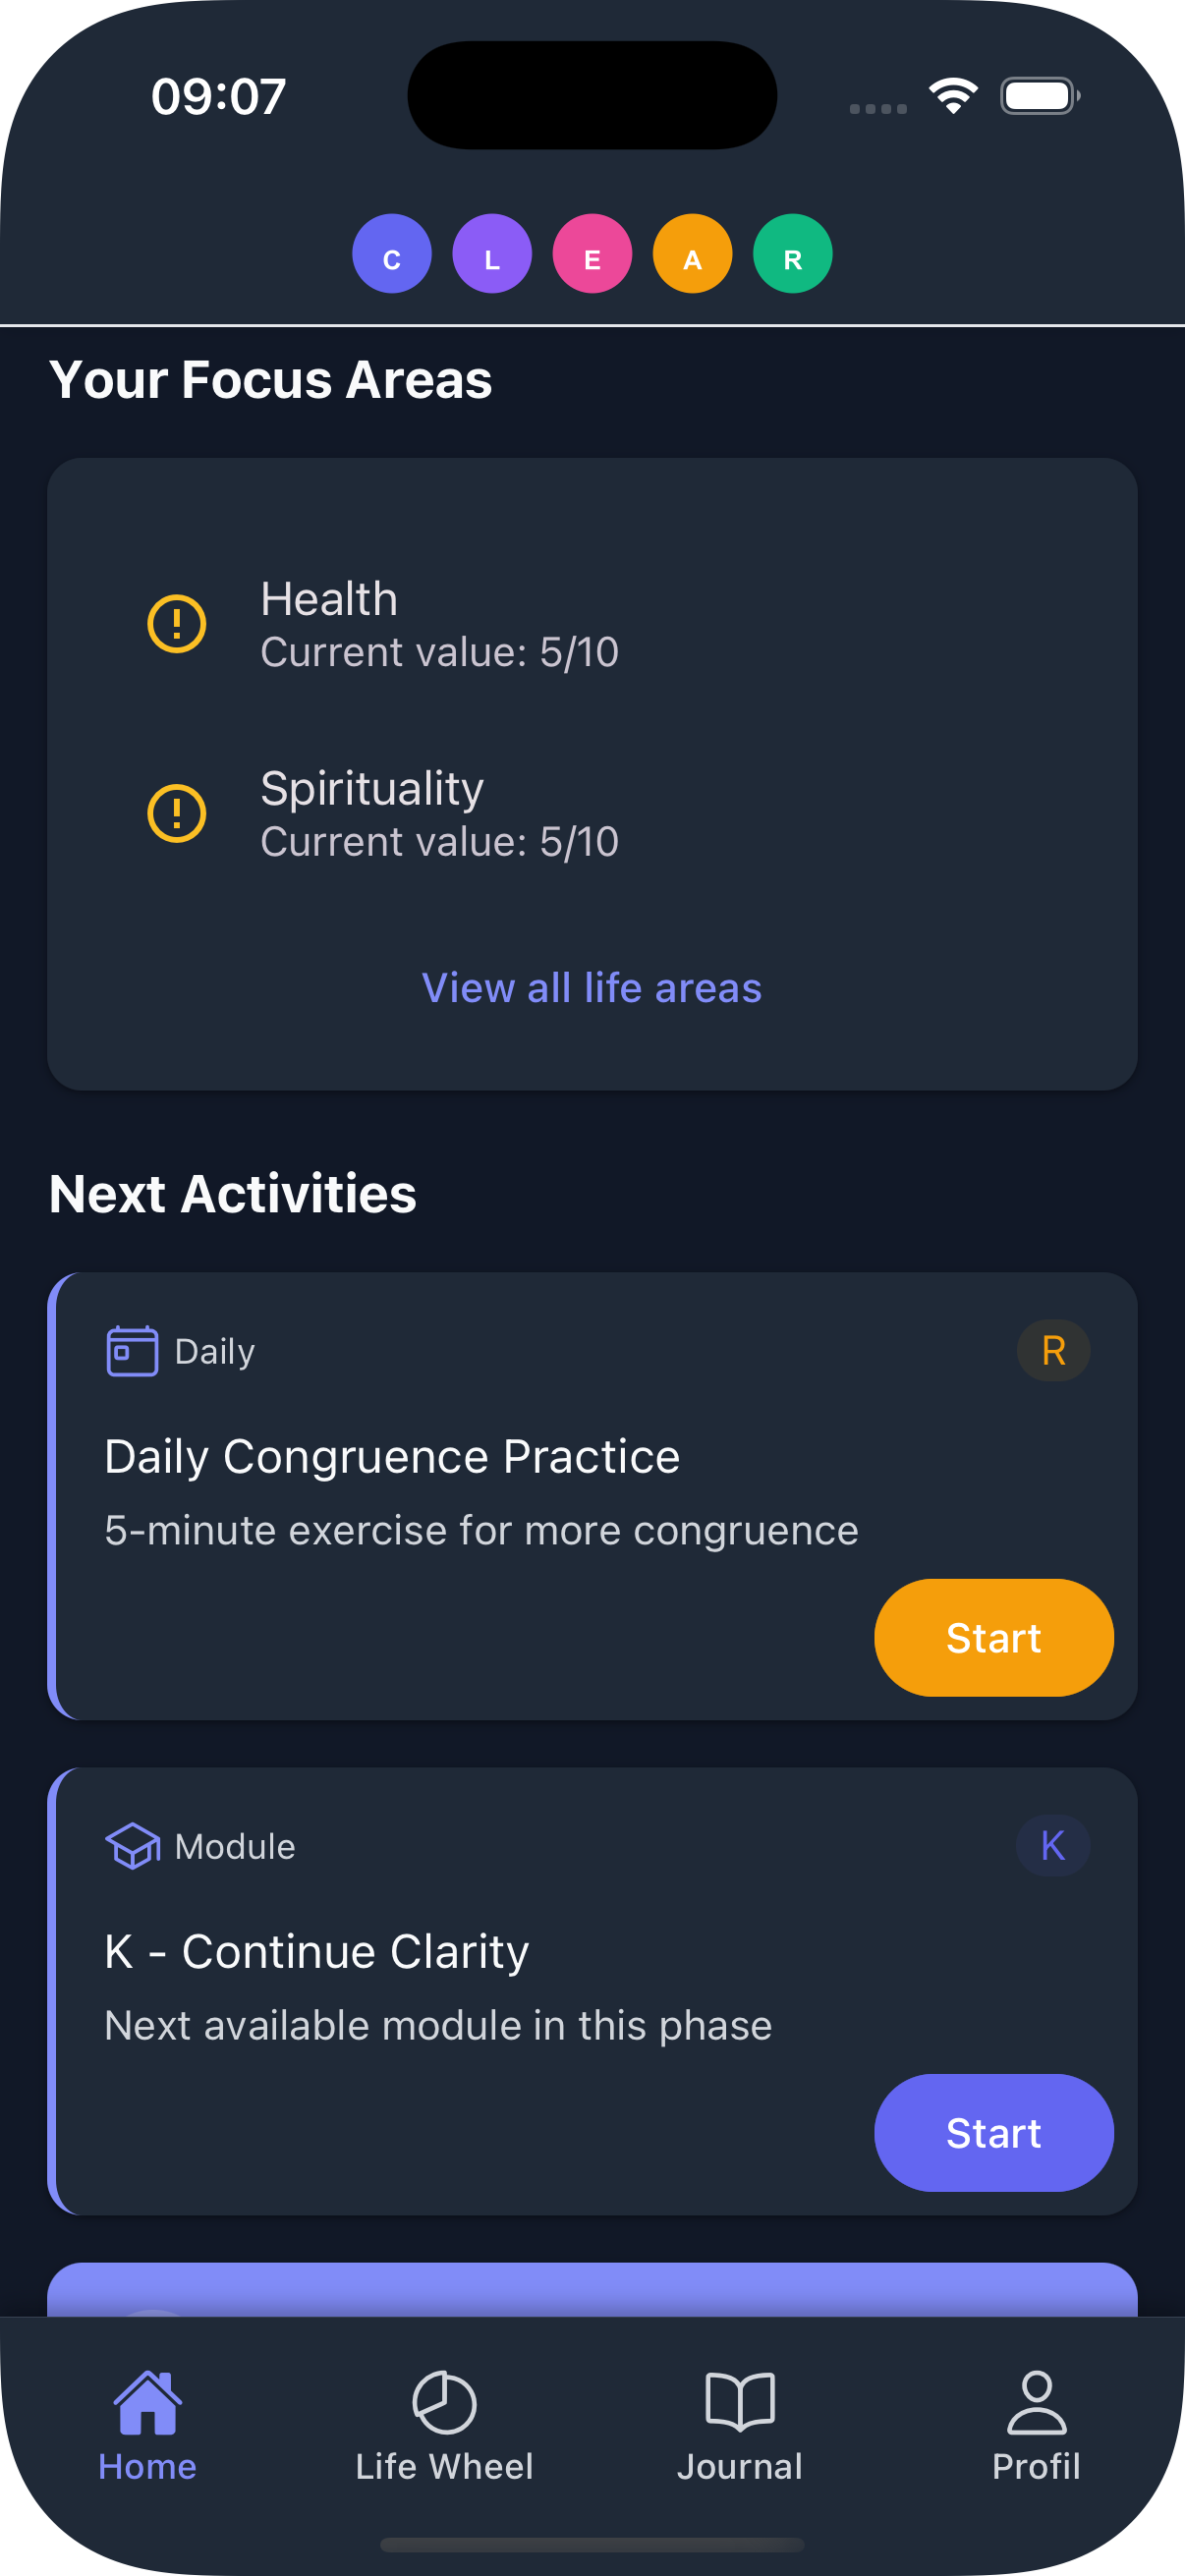 09:07
C L E A R
Your Focus Areas
Health
Current value: 5/10
Spirituality
Current value: 5/10
View all life areas
Next Activities
Daily
R
Daily Congruence Practice
5-minute exercise for more congruence
Start
Module
K
K - Continue Clarity
Next available module in this phase
Start
Home
Life Wheel
Journal
Profil